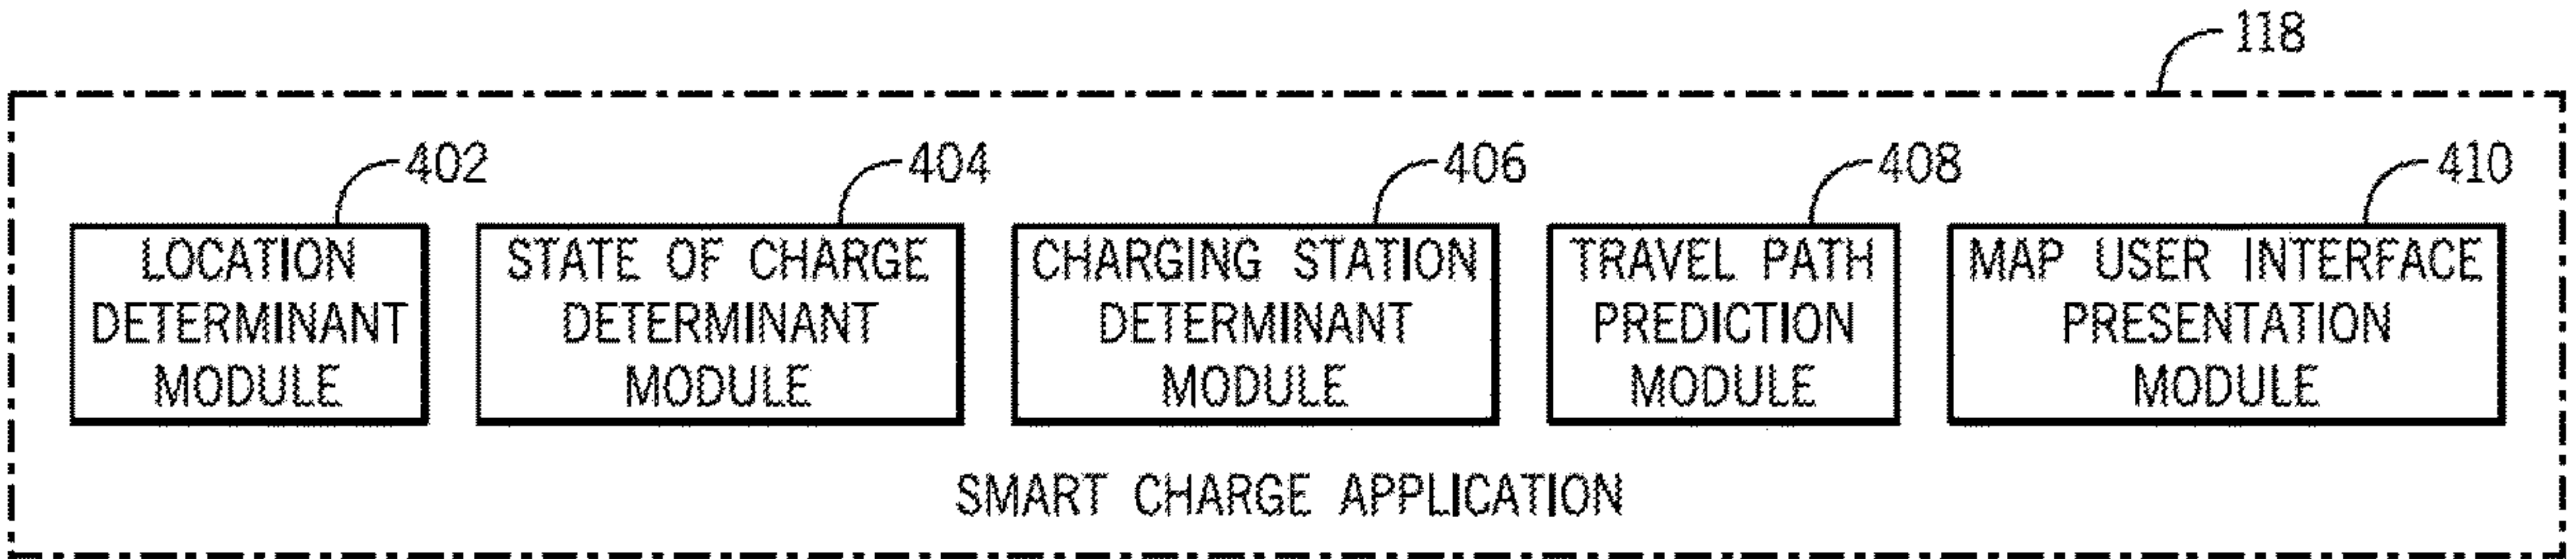 118
402
404
406
408
410
LOCATION
DETERMINANT
MODULE
STATE OF CHARGE
DETERMINANT
MODULE
CHARGING STATION
DETERMINANT
MODULE
TRAVEL PATH
PREDICTION
MODULE
MAP USER INTERFACE
PRESENTATION
MODULE
SMART CHARGE APPLICATION